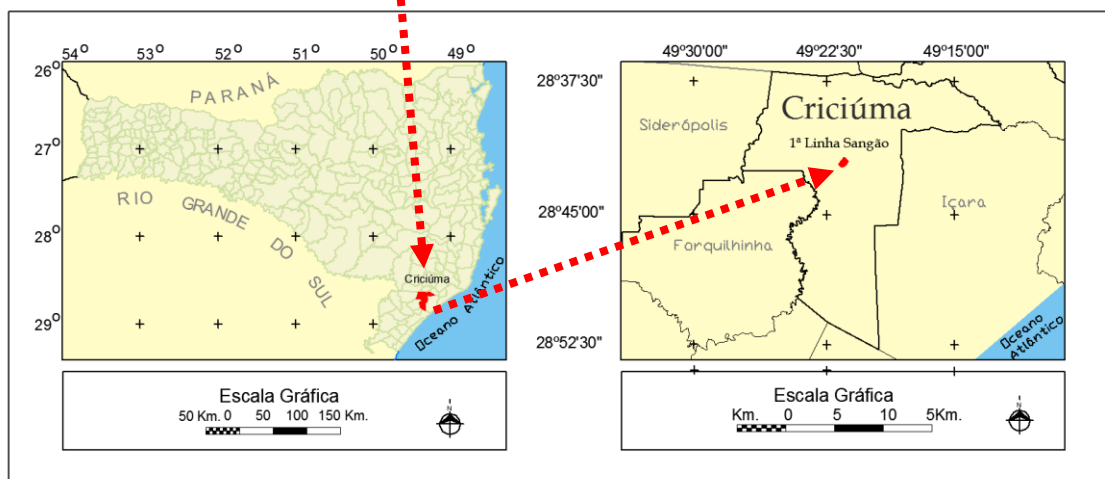 54º 53º 52º 51º 50º 49º
26º
27º
28º
29º
PARANÁ
RIO GRANDE DO SUL
Criciúma
Oceano Atlântico
Escala Gráfica
50 Km. 0 50 100 150 Km.
N
49º30'00" 49º22'30" 49º15'00"
28º37'30"
28º45'00"
28º52'30"
Criciúma
Siderópolis
1ª Linha Sangão
Içara
Forquilhinha
Oceano
Atlântico
Escala Gráfica
Km. 0 5 10 5Km.
N